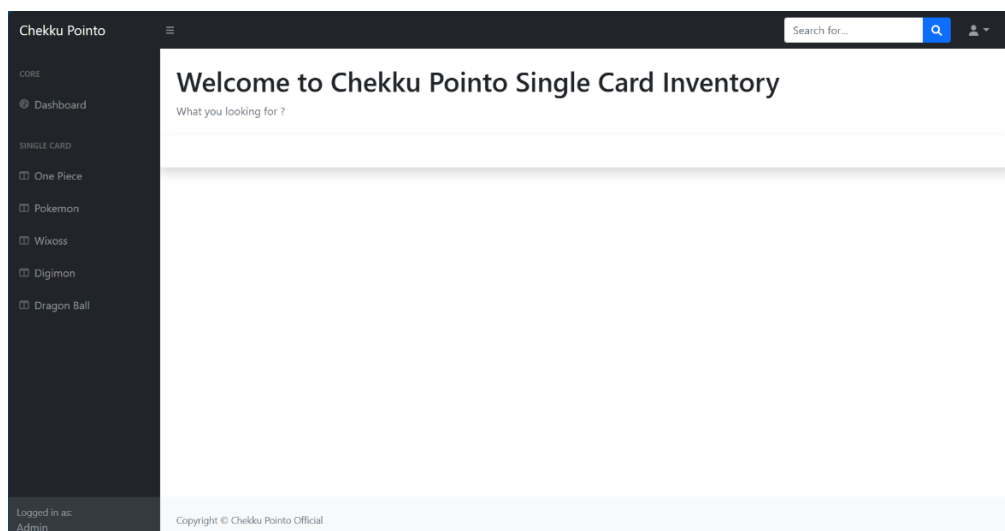 Chekku Pointo
Search for...
CORE
Dashboard
SINGLE CARD
One Piece
Pokemon
Wixoss
Digimon
Dragon Ball
Logged in as:
Admin
Welcome to Chekku Pointo Single Card Inventory
What you looking for ?
Copyright © Chekku Pointo Official